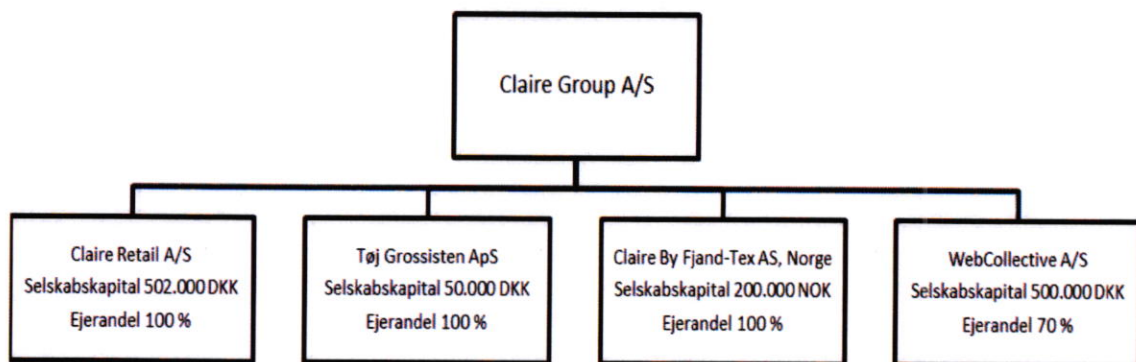 Claire Group A/S
Claire Retail A/S
Selskabskapital 502.000 DKK
Ejerandel 100 %
Tøj Grossisten ApS
Selskabskapital 50.000 DKK
Ejerandel 100 %
Claire By Fjand-Tex AS, Norge
Selskabskapital 200.000 NOK
Ejerandel 100 %
WebCollective A/S
Selskabskapital 500.000 DKK
Ejerandel 70 %